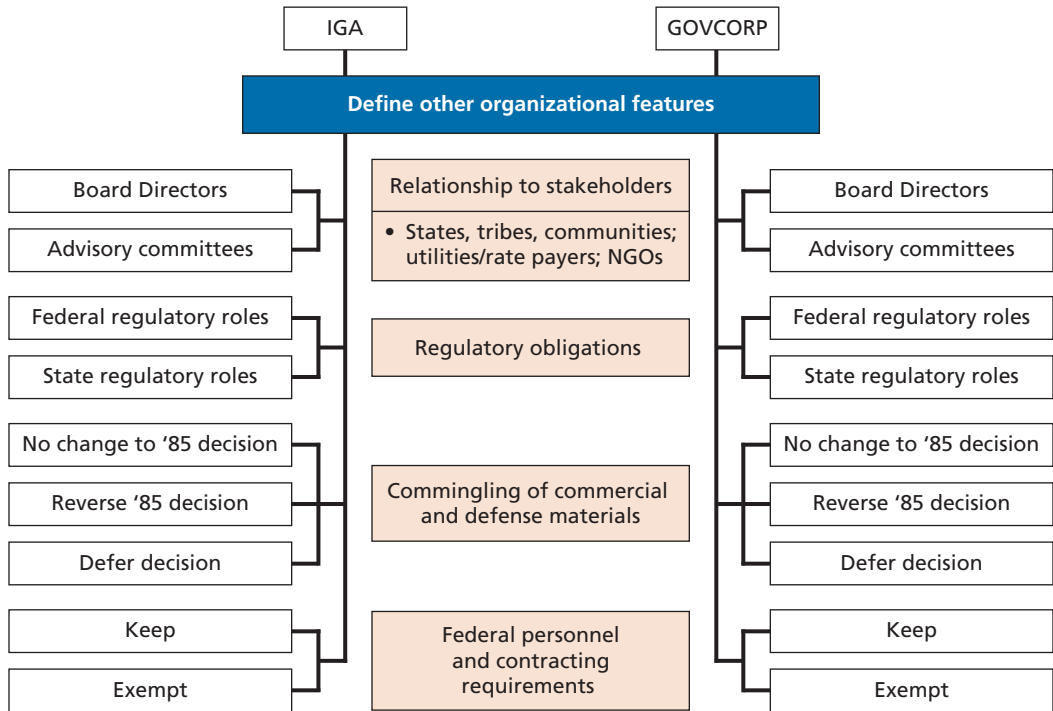 IGA
GOVCORP
Define other organizational features
Board Directors
Advisory committees
Relationship to stakeholders
• States, tribes, communities;
utilities/rate payers; NGOs
Board Directors
Advisory committees
Federal regulatory roles
State regulatory roles
Regulatory obligations
Federal regulatory roles
State regulatory roles
No change to ‘85 decision
Reverse ‘85 decision
Defer decision
Commingling of commercial
and defense materials
No change to ‘85 decision
Reverse ‘85 decision
Defer decision
Keep
Exempt
Federal personnel
and contracting
requirements
Keep
Exempt